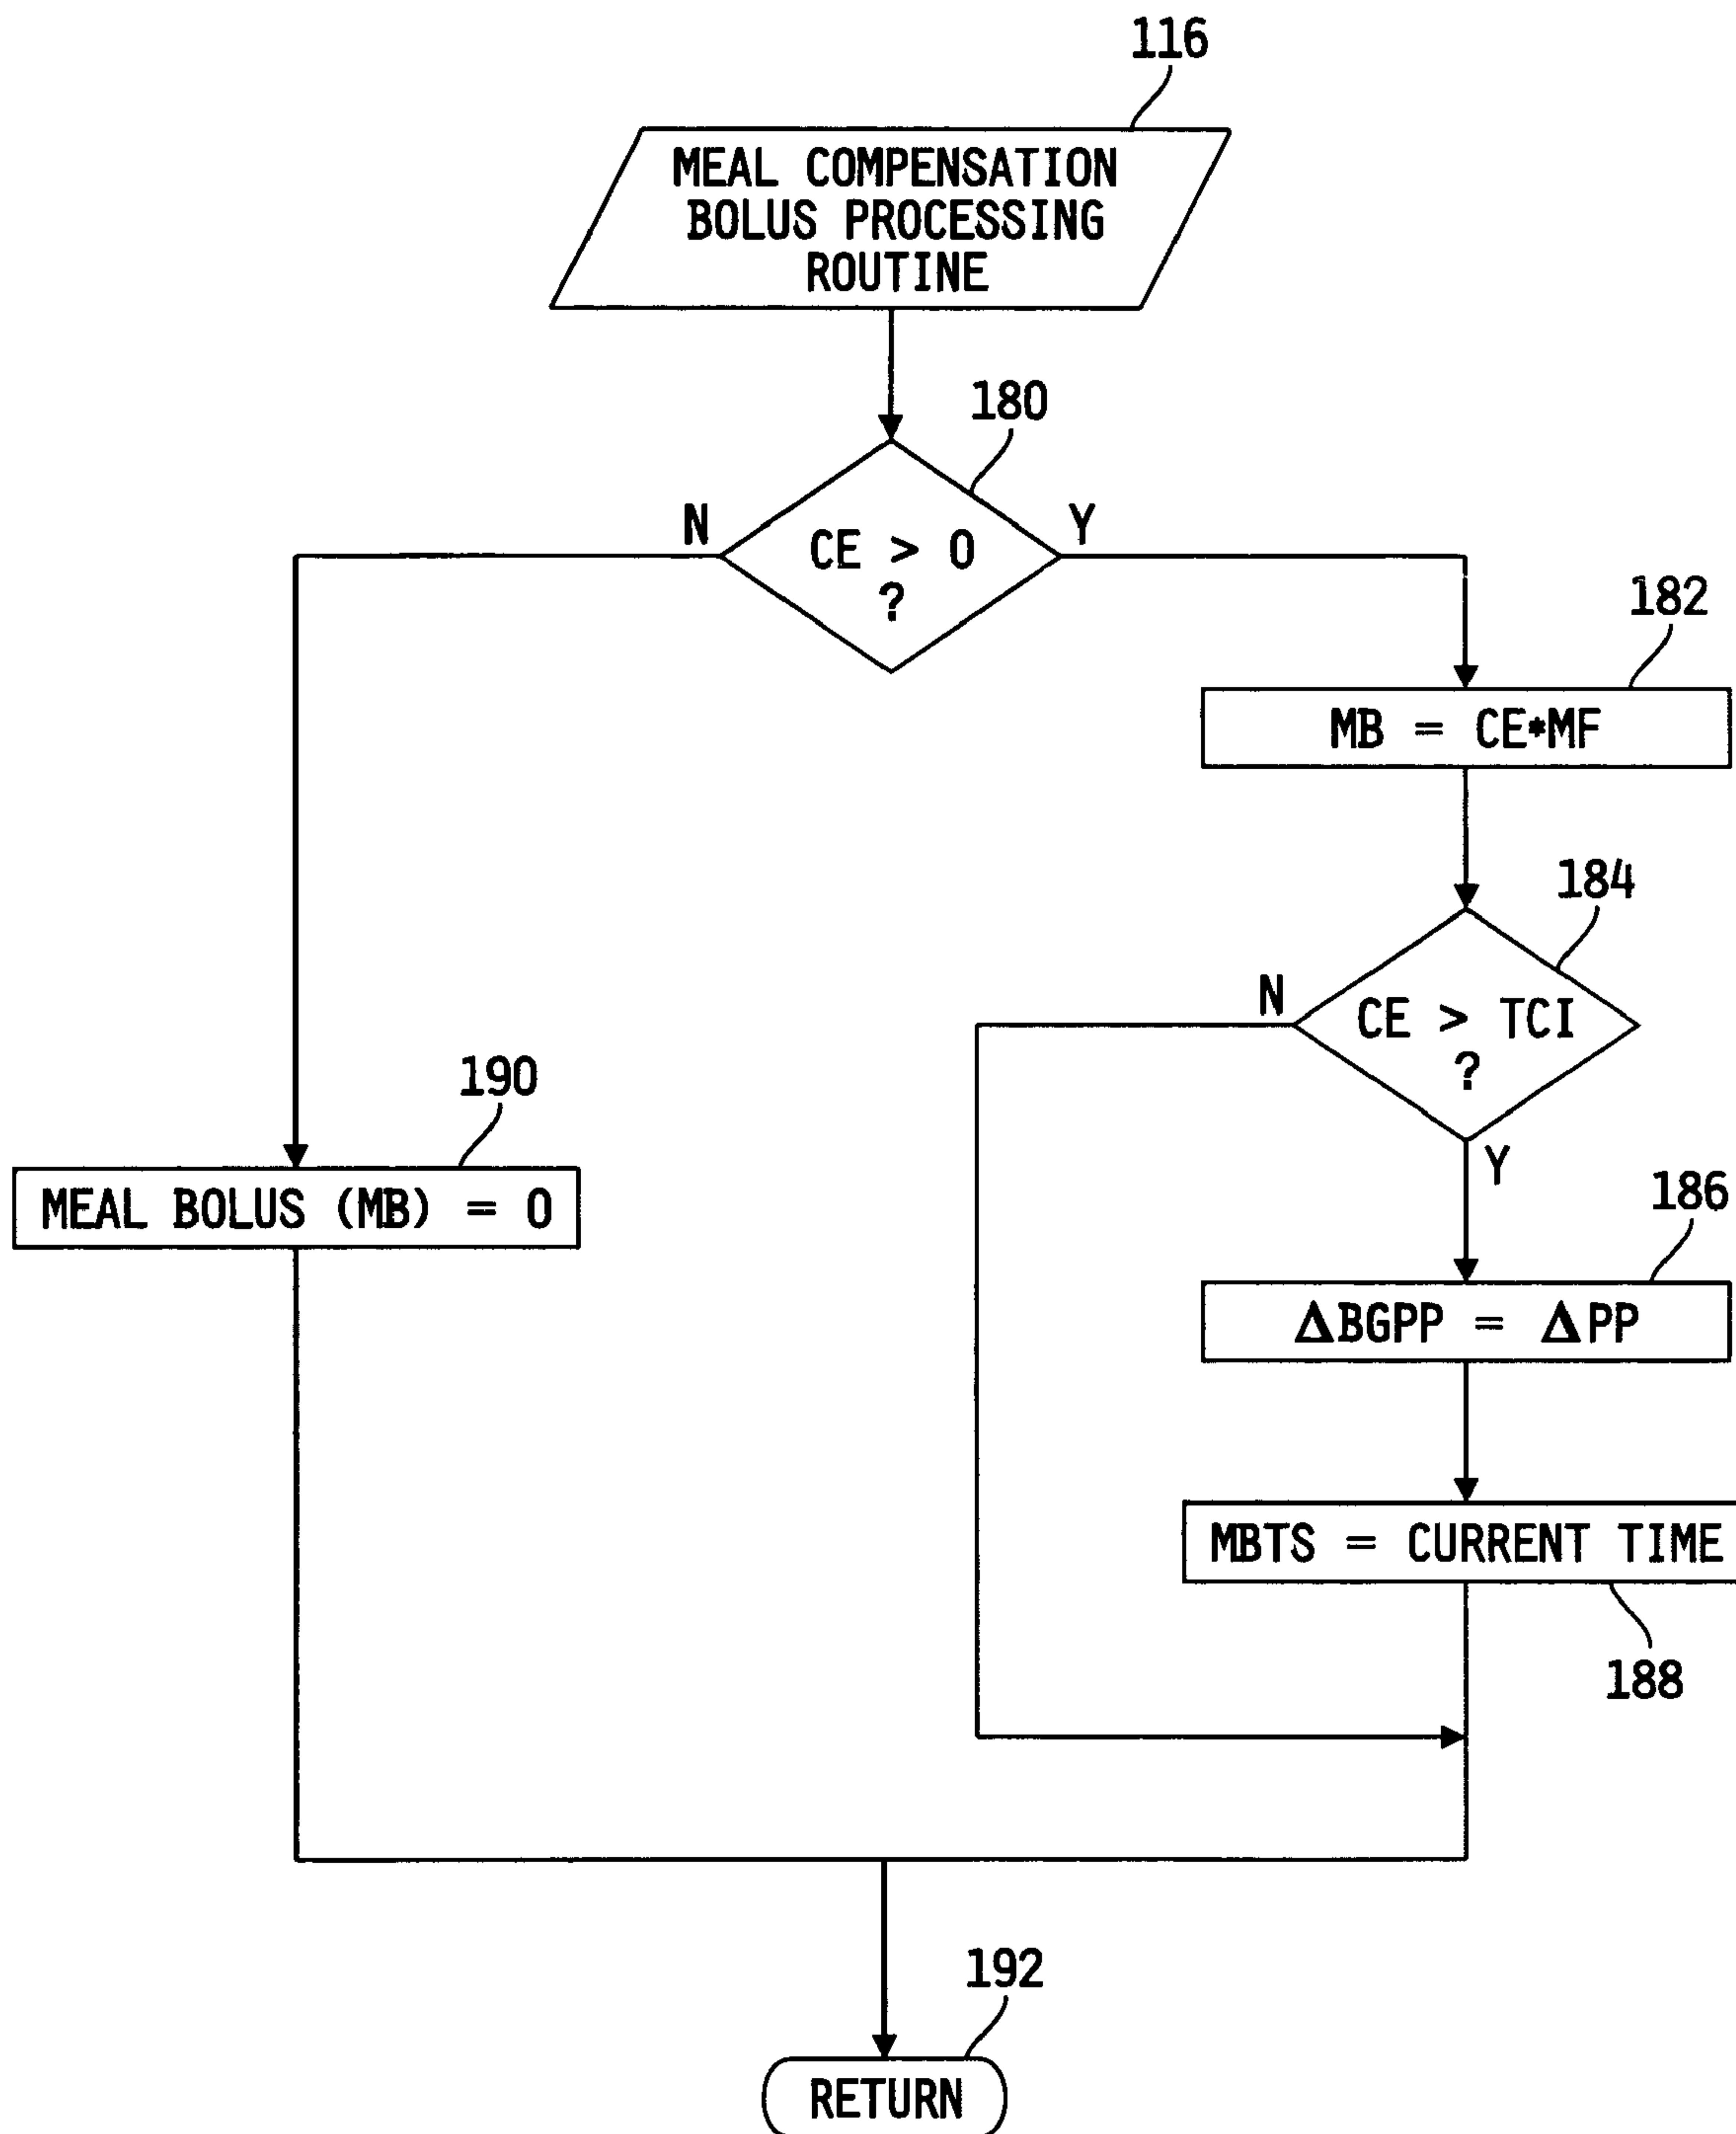 116
MEAL COMPENSATION
BOLUS PROCESSING
ROUTINE
180
N
Y
CE > 0
?
182
MB = CE*MF
184
N
CE > TCI
?
Y
190
MEAL BOLUS (MB) = 0
186
ΔBGPP = ΔPP
MBTS = CURRENT TIME
188
192
RETURN